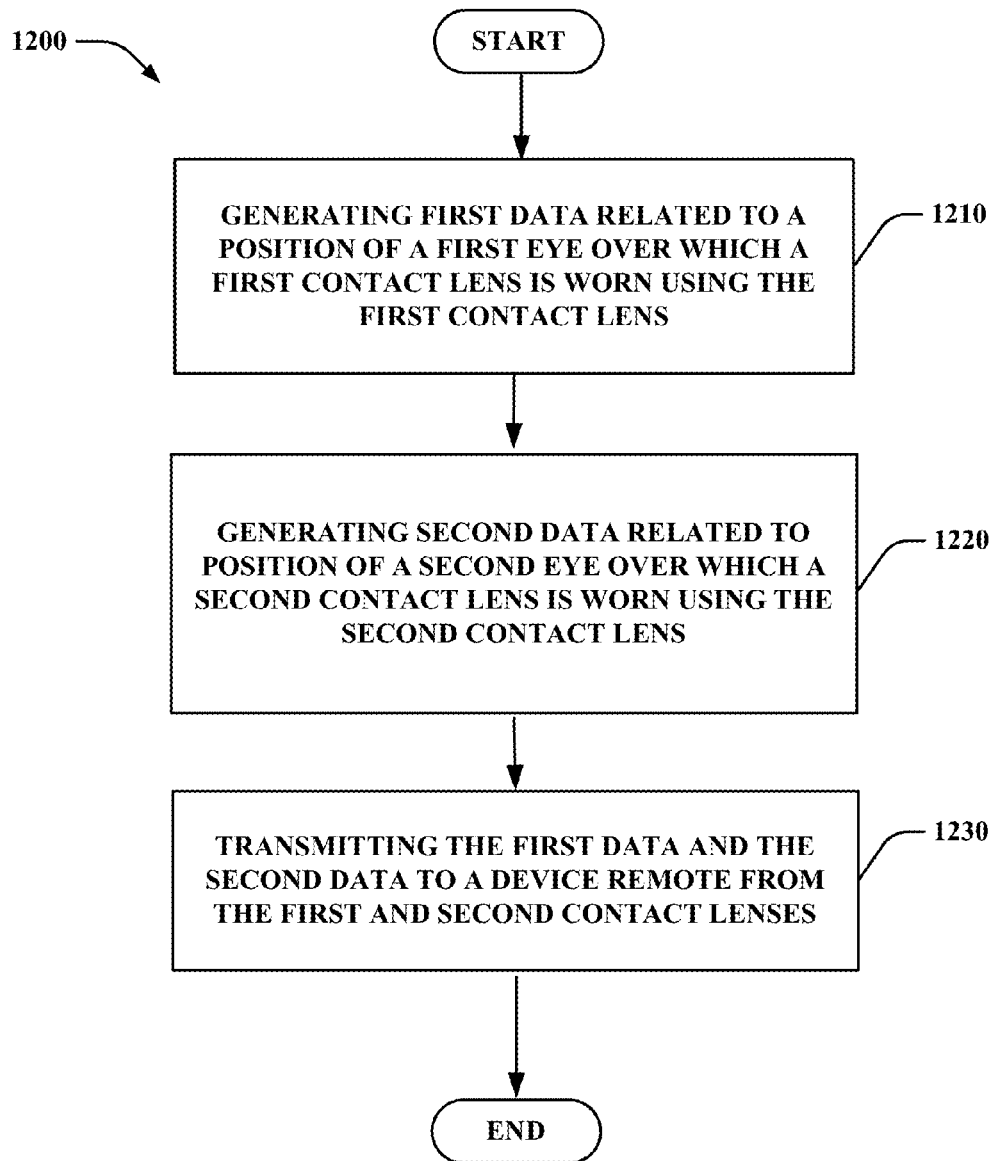 1200
START
GENERATING FIRST DATA RELATED TO A
POSITION OF A FIRST EYE OVER WHICH A
FIRST CONTACT LENS IS WORN USING THE
FIRST CONTACT LENS
1210
GENERATING SECOND DATA RELATED TO
POSITION OF A SECOND EYE OVER WHICH A
SECOND CONTACT LENS IS WORN USING THE
SECOND CONTACT LENS
1220
TRANSMITTING THE FIRST DATA AND THE
SECOND DATA TO A DEVICE REMOTE FROM
THE FIRST AND SECOND CONTACT LENSES
1230
END